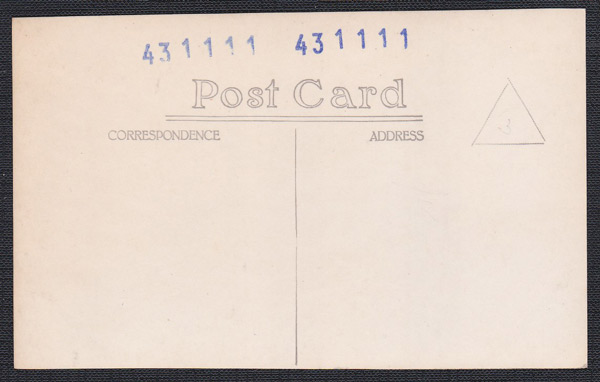 431111 431111
Post Card
CORRESPONDENCE ADDRESS